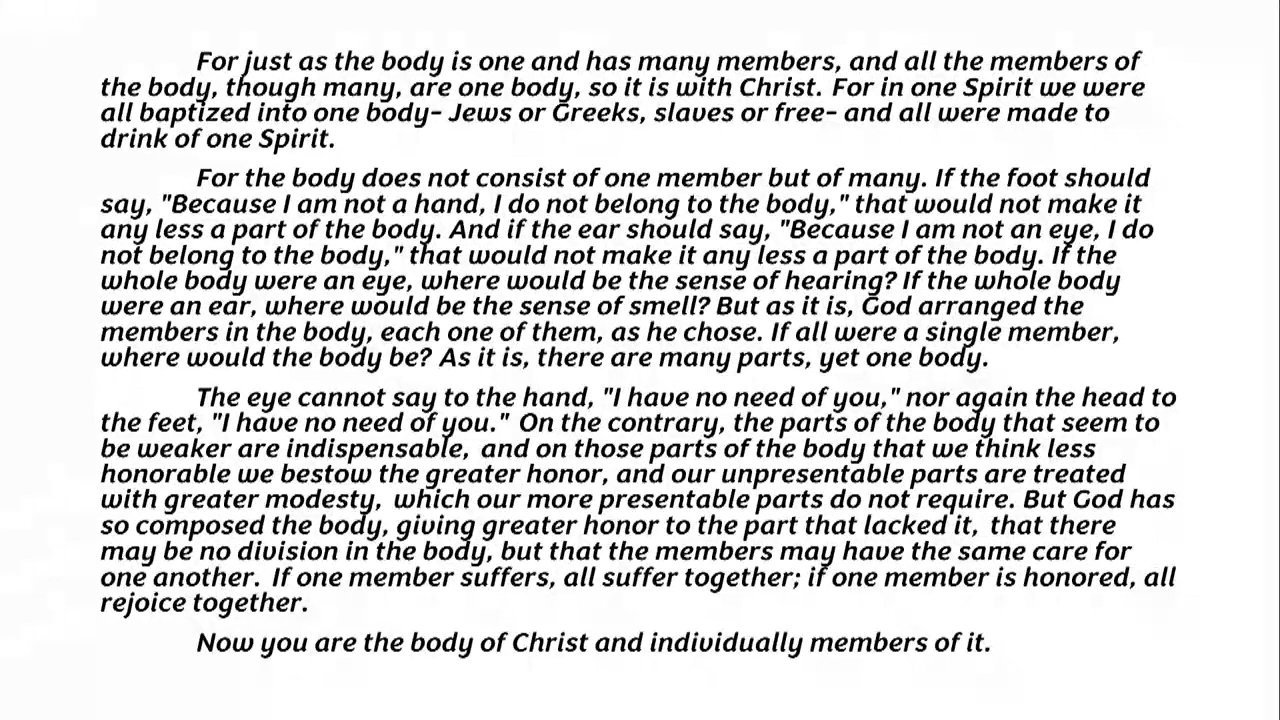 For just as the body is one and has many members, and all the members of
the body, though many, are one body, so it is with Christ. For in one Spirit we were
all baptized into one body- Jews or Greeks, slaves or free- and all were made to
drink of one Spirit.
For the body does not consist of one member but of many. If the foot should
say, "Because I am not a hand, I do not belong to the body," that would not make it
any less a part of the body. And if the ear should say, "Because I am not an eye, I do
not belong to the body," that would not make it any less a part of the body. If the
whole body were an eye, where would be the sense of hearing? If the whole body
were an ear, where would be the sense of smell? But as it is, God arranged the
members in the body, each one of them, as he chose. If all were a single member,
where would the body be? As it is, there are many parts, yet one body.
The eye cannot say to the hand, "I have no need of you," nor again the head to
the feet, "I have no need of you." On the contrary, the parts of the body that seem to
be weaker are indispensable, and on those parts of the body that we think less
honorable we bestow the greater honor, and our unpresentable parts are treated
with greater modesty, which our more presentable parts do not require. But God has
so composed the body, giving greater honor to the part that lacked it, that there
may be no division in the body, but that the members may have the same care for
one another. If one member suffers, all suffer together; if one member is honored, all
rejoice together.
Now you are the body of Christ and individually members of it.